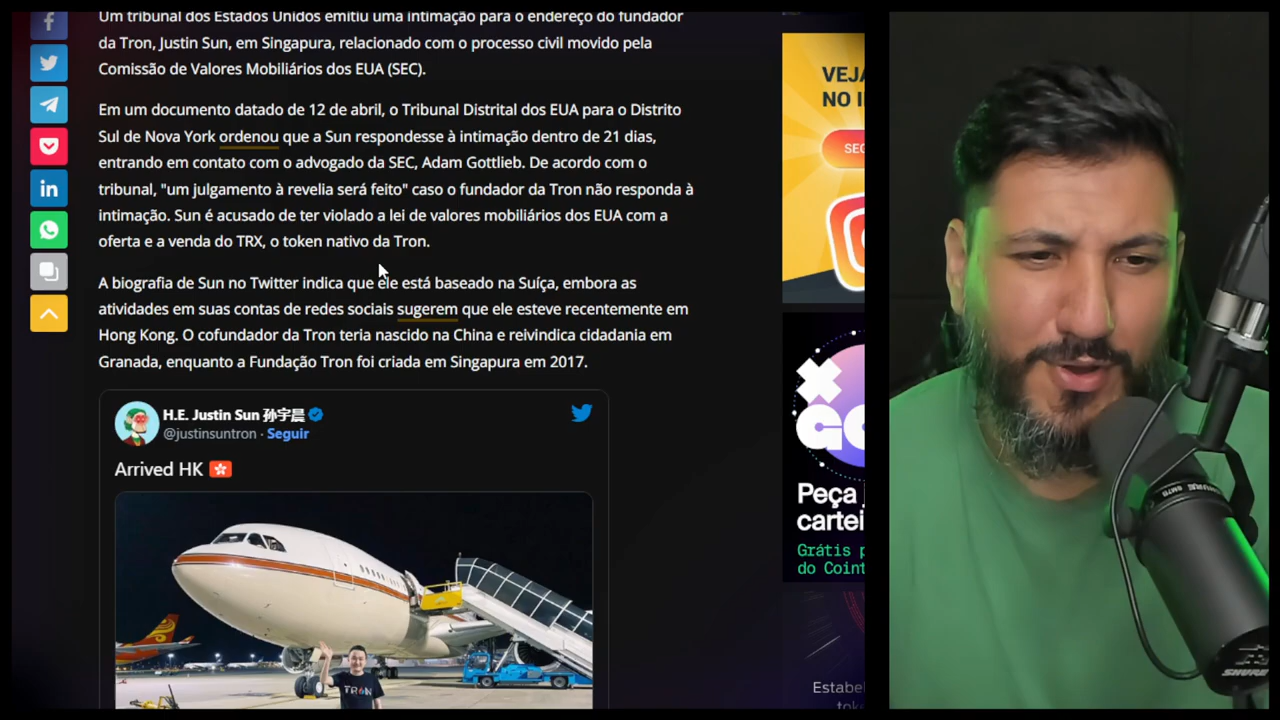 Um tribunal dos Estados Unidos emitiu uma intimação para o endereço do fundador
da Tron, Justin Sun, em Singapura, relacionado com o processo civil movido pela
Comissão de Valores Mobiliários dos EUA (SEC).
Em um documento datado de 12 de abril, o Tribunal Distrital dos EUA para o Distrito
Sul de Nova York ordenou que a Sun respondesse à intimação dentro de 21 dias,
entrando em contato com o advogado da SEC, Adam Gottlieb. De acordo com o
tribunal, "um julgamento à revelia será feito" caso o fundador da Tron não responda à
intimação. Sun é acusado de ter violado a lei de valores mobiliários dos EUA com a
oferta e a venda do TRX, o token nativo da Tron.
A biografia de Sun no Twitter indica que ele está baseado na Suíça, embora as
atividades em suas contas de redes sociais sugerem que ele esteve recentemente em
Hong Kong. O cofundador da Tron teria nascido na China e reivindica cidadania em
Granada, enquanto a Fundação Tron foi criada em Singapura em 2017.
H.E. Justin Sun 孙宇晨
@justinsuntron · Seguir
Arrived HK
TRON
VEJA
NO I
SEG
Peça
cartei
Grátis p
do Coint
Estabel
tok
SHURE
SM7B